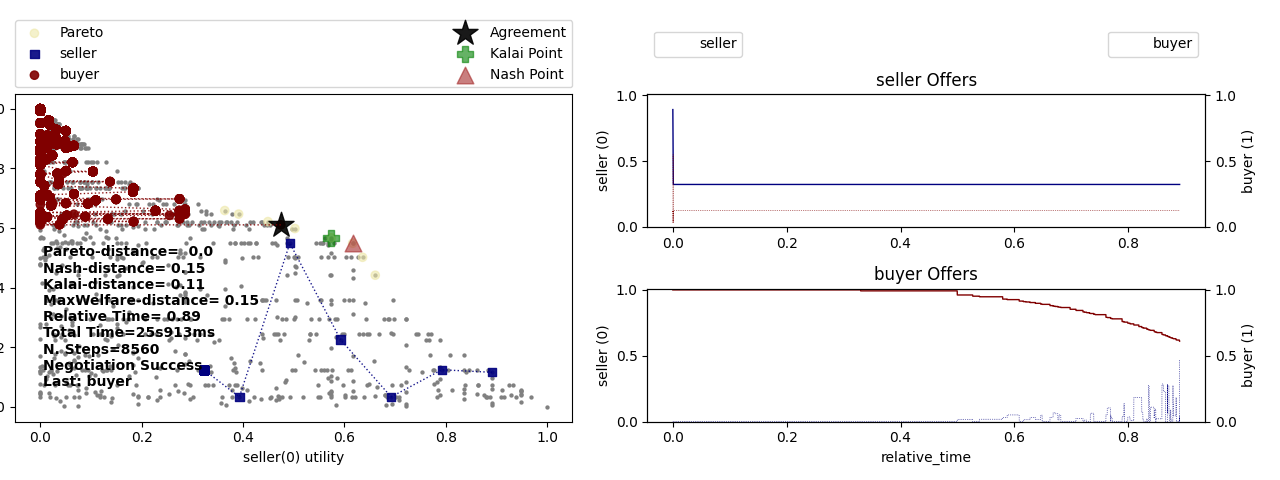 Pareto
seller
buyer
Agreement
Kalai Point
Nash Point
Pareto-distance= 0.0
Nash-distance= 0.15
Kalai-distance= 0.11
MaxWelfare-distance= 0.15
Relative Time= 0.89
Total Time=25s913ms
N. Steps=8560
Negotiation Success
Last: buyer
0.0 0.2 0.4 0.6 0.8 1.0
seller(0) utility
seller
buyer
seller Offers
1.0
0.5
0.0
seller (0)
1.0
0.5
0.0
buyer (1)
0.0 0.2 0.4 0.6 0.8
buyer Offers
1.0
0.5
0.0
seller (0)
1.0
0.5
0.0
buyer (1)
0.0 0.2 0.4 0.6 0.8
relative_time